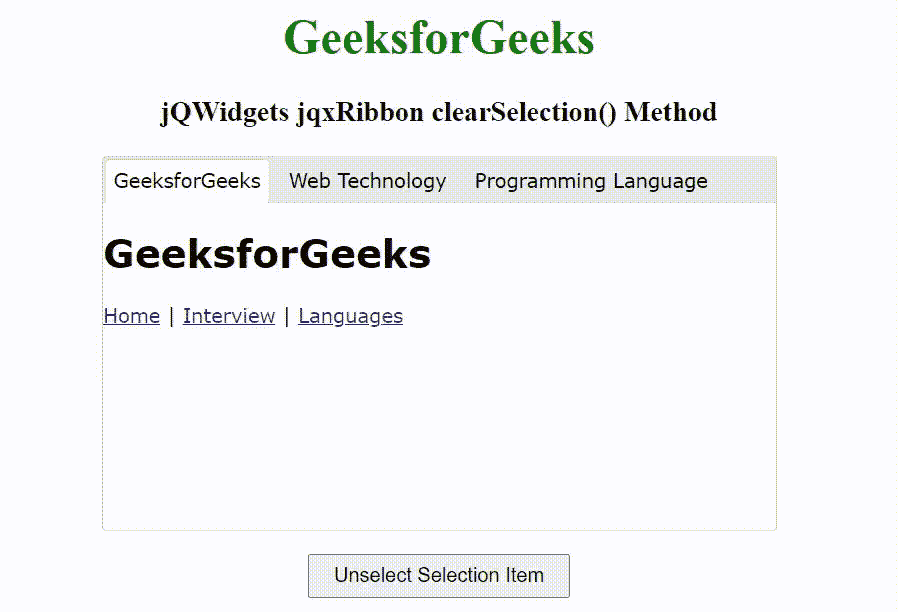 GeeksforGeeks
jQWidgets jqxRibbon clearSelection() Method
GeeksforGeeks Web Technology Programming Language
GeeksforGeeks
Home | Interview | Languages
Unselect Selection Item